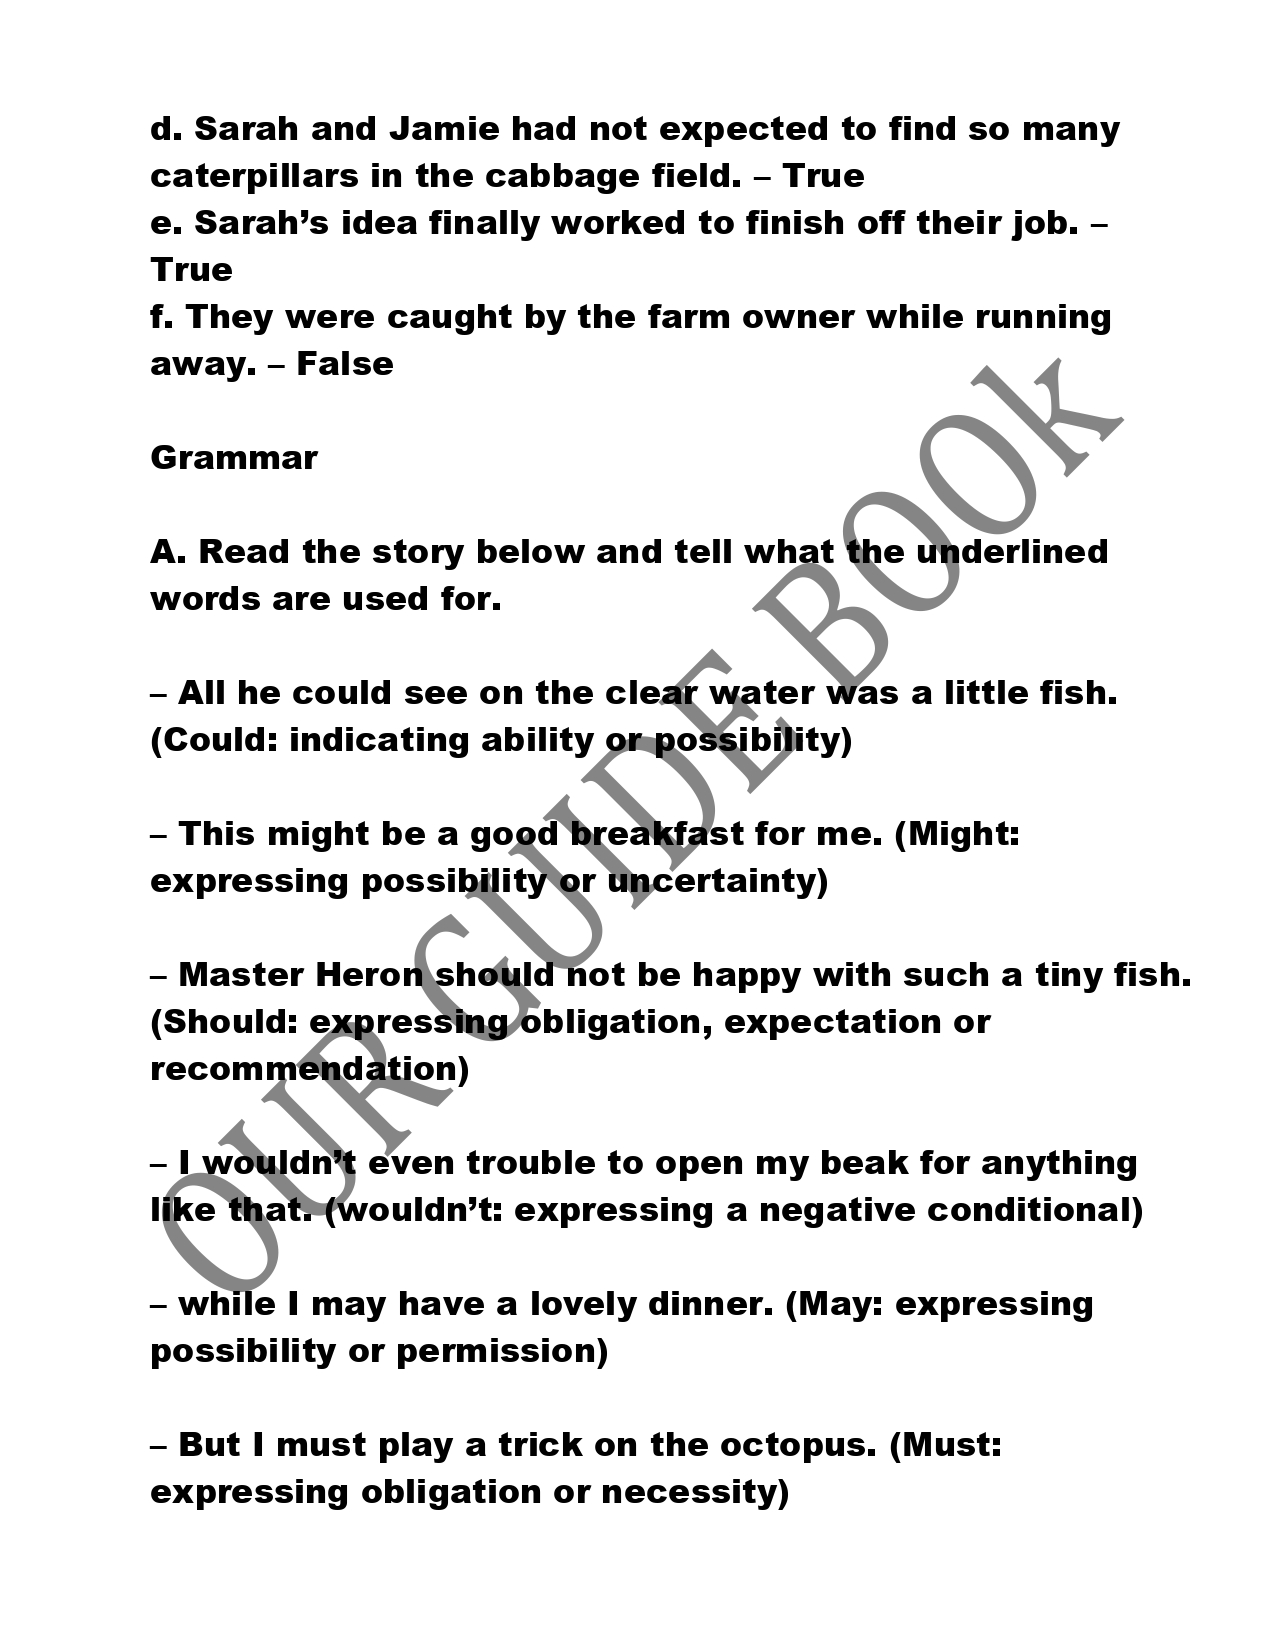 d. Sarah and Jamie had not expected to find so many
caterpillars in the cabbage field. – True
e. Sarah’s idea finally worked to finish off their job. –
True
f. They were caught by the farm owner while running
away. – False
Grammar
A. Read the story below and tell what the underlined
words are used for.
– All he could see on the clear water was a little fish.
(Could: indicating ability or possibility)
– This might be a good breakfast for me. (Might:
expressing possibility or uncertainty)
– Master Heron should not be happy with such a tiny fish.
(Should: expressing obligation, expectation or
recommendation)
– I wouldn’t even trouble to open my beak for anything
like that. (wouldn’t: expressing a negative conditional)
– while I may have a lovely dinner. (May: expressing
possibility or permission)
– But I must play a trick on the octopus. (Must:
expressing obligation or necessity)
OUR GUIDE BOOk